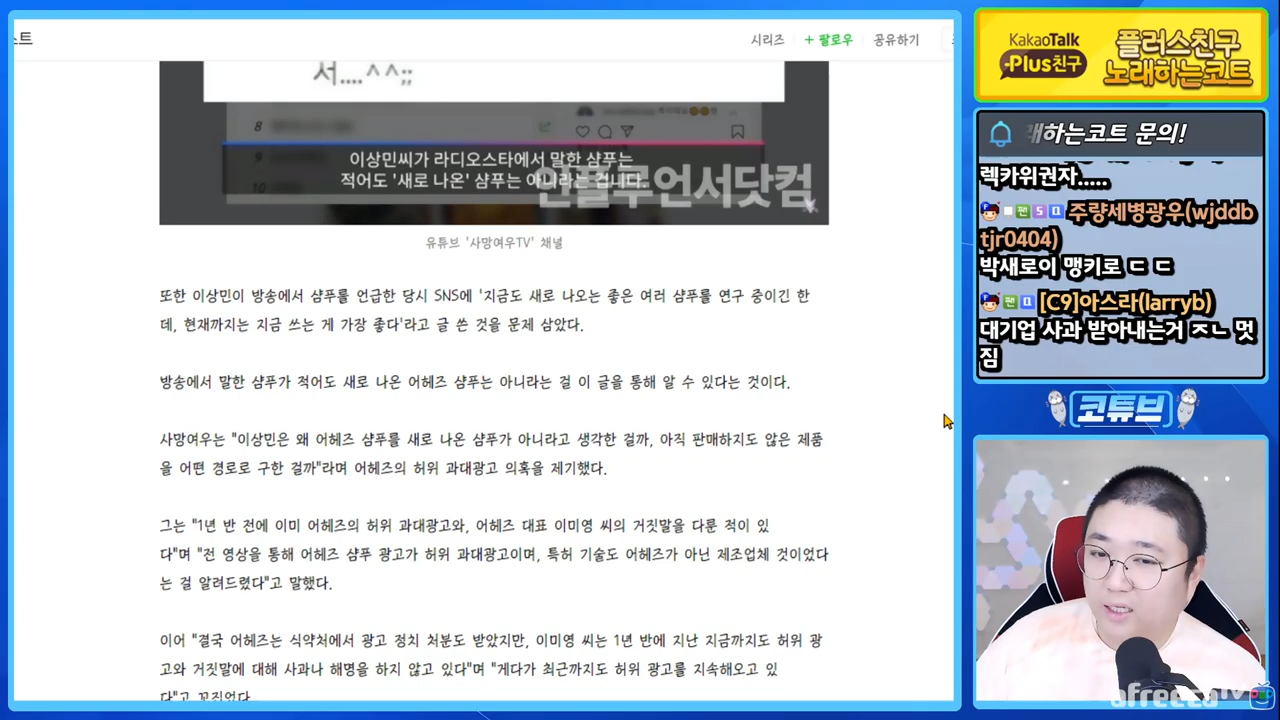 스트
시리즈
+ 팔로우
공유하기
서....^^;;
8
9
10
이상민씨가 라디오스타에서 말한 샴푸는
적어도 '새로 나온' 샴푸는 아니라는 겁니다.
인플루언서닷컴
유튜브 '사망여우TV' 채널
또한 이상민이 방송에서 샴푸를 언급한 당시 SNS에 '지금도 새로 나오는 좋은 여러 샴푸를 연구 중이긴 한
데, 현재까지는 지금 쓰는 게 가장 좋다'라고 글 쓴 것을 문제 삼았다.
방송에서 말한 샴푸가 적어도 새로 나온 어헤즈 샴푸는 아니라는 걸 이 글을 통해 알 수 있다는 것이다.
사망여우는 "이상민은 왜 어헤즈 샴푸를 새로 나온 샴푸가 아니라고 생각한 걸까, 아직 판매하지도 않은 제품
을 어떤 경로로 구한 걸까"라며 어헤즈의 허위 과대광고 의혹을 제기했다.
그는 "1년 반 전에 이미 어헤즈의 허위 과대광고와, 어헤즈 대표 이미영 씨의 거짓말을 다룬 적이 있
다"며 "전 영상을 통해 어헤즈 샴푸 광고가 허위 과대광고이며, 특허 기술도 어헤즈가 아닌 제조업체 것이었다
는 걸 알려드렸다"고 말했다.
이어 "결국 어헤즈는 식약처에서 광고 정치 처분도 받았지만, 이미영 씨는 1년 반에 지난 지금까지도 허위 광
고와 거짓말에 대해 사과나 해명을 하지 않고 있다"며 "게다가 최근까지도 허위 광고를 지속해오고 있
다"고 꼬집었다.
KakaoTalk
Plus친구
플러스친구
노래하는코트
래하는코트 문의!
렉카위권자.....
팬 S 주량세병광우(wjddb
tjr0404)
박새로이 맹키로 ㄷ ㄷ
팬 [C9]아스라(larryb)
대기업 사과 받아내는거 ㅈㄴ 멋
짐
코튜브
afreecaTV